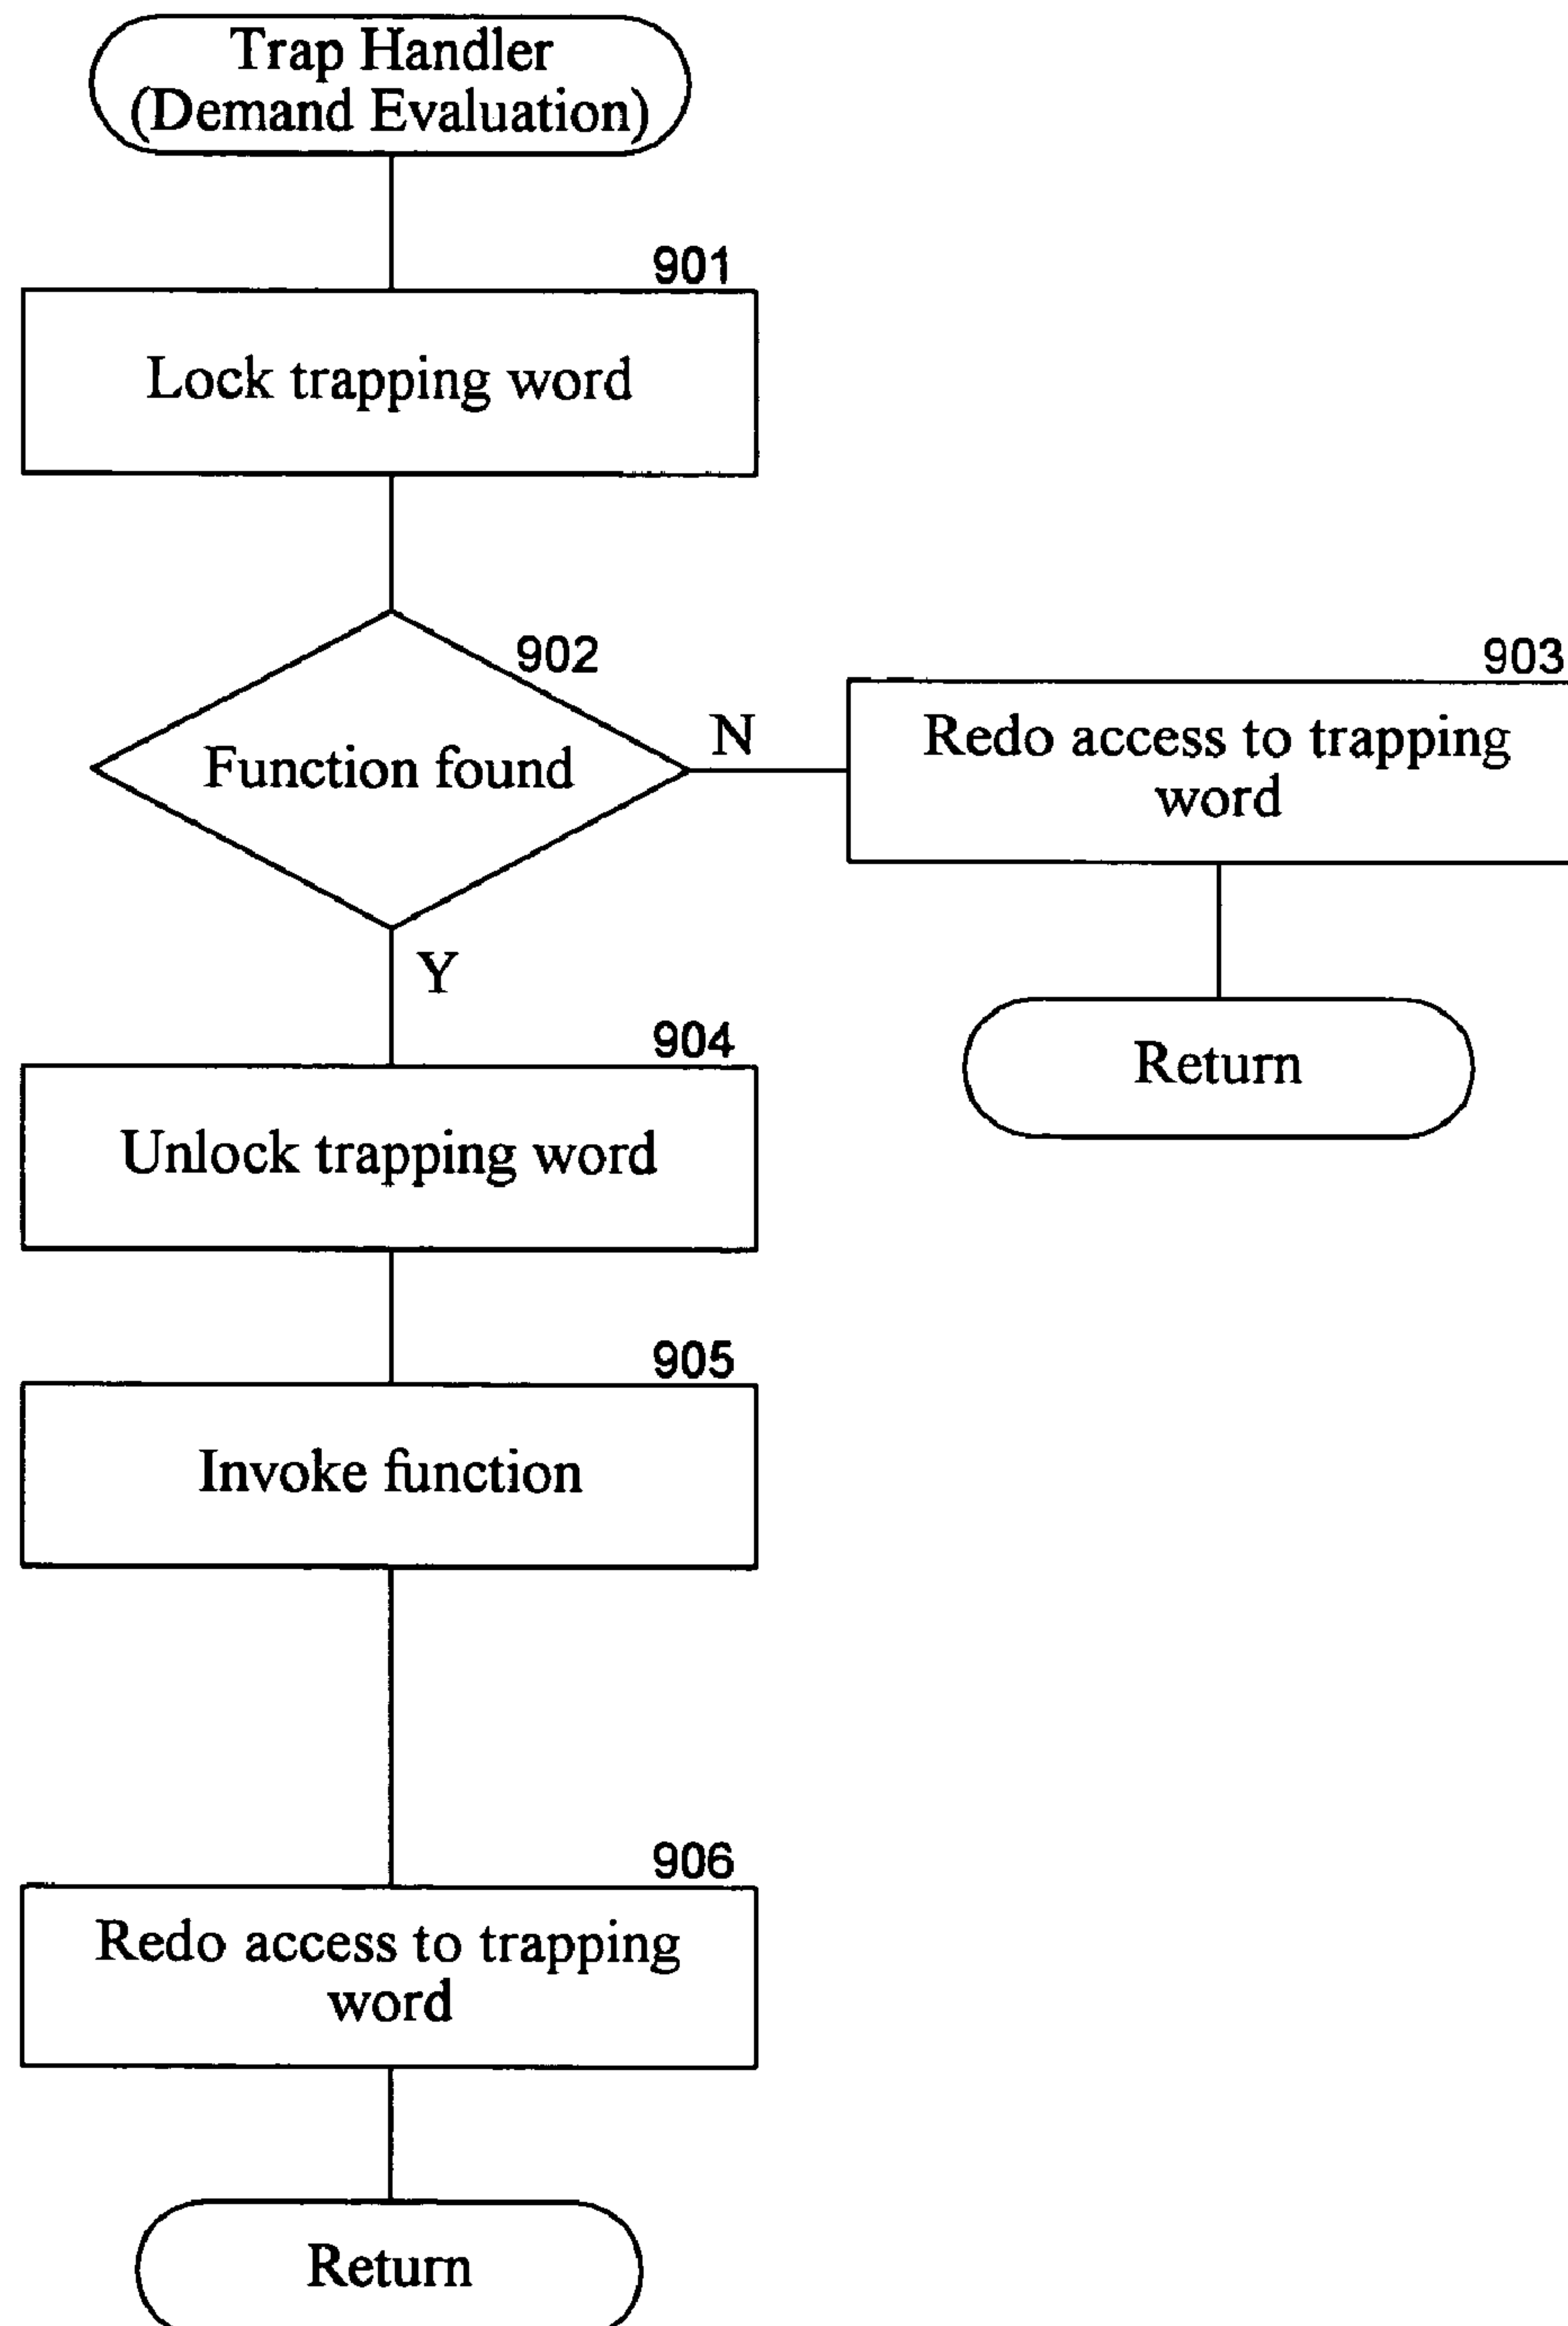 Trap Handler
(Demand Evaluation)
901
Lock trapping word
902
Function found
N
903
Redo access to trapping
word
Return
Y
904
Unlock trapping word
905
Invoke function
906
Redo access to trapping
word
Return